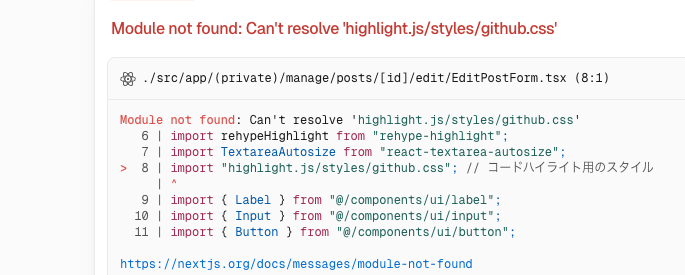 Module not found: Can't resolve 'highlight.js/styles/github.css'
./src/app/(private)/manage/posts/[id]/edit/EditPostForm.tsx (8:1)
Module not found: Can't resolve 'highlight.js/styles/github.css'
6 | import rehypeHighlight from "rehype-highlight";
7 | import TextareaAutosize from "react-textarea-autosize";
> 8 | import "highlight.js/styles/github.css"; // コードハイライト用のスタイル
| ^
9 | import { Label } from "@/components/ui/label";
10 | import { Input } from "@/components/ui/input";
11 | import { Button } from "@/components/ui/button";
https://nextjs.org/docs/messages/module-not-found